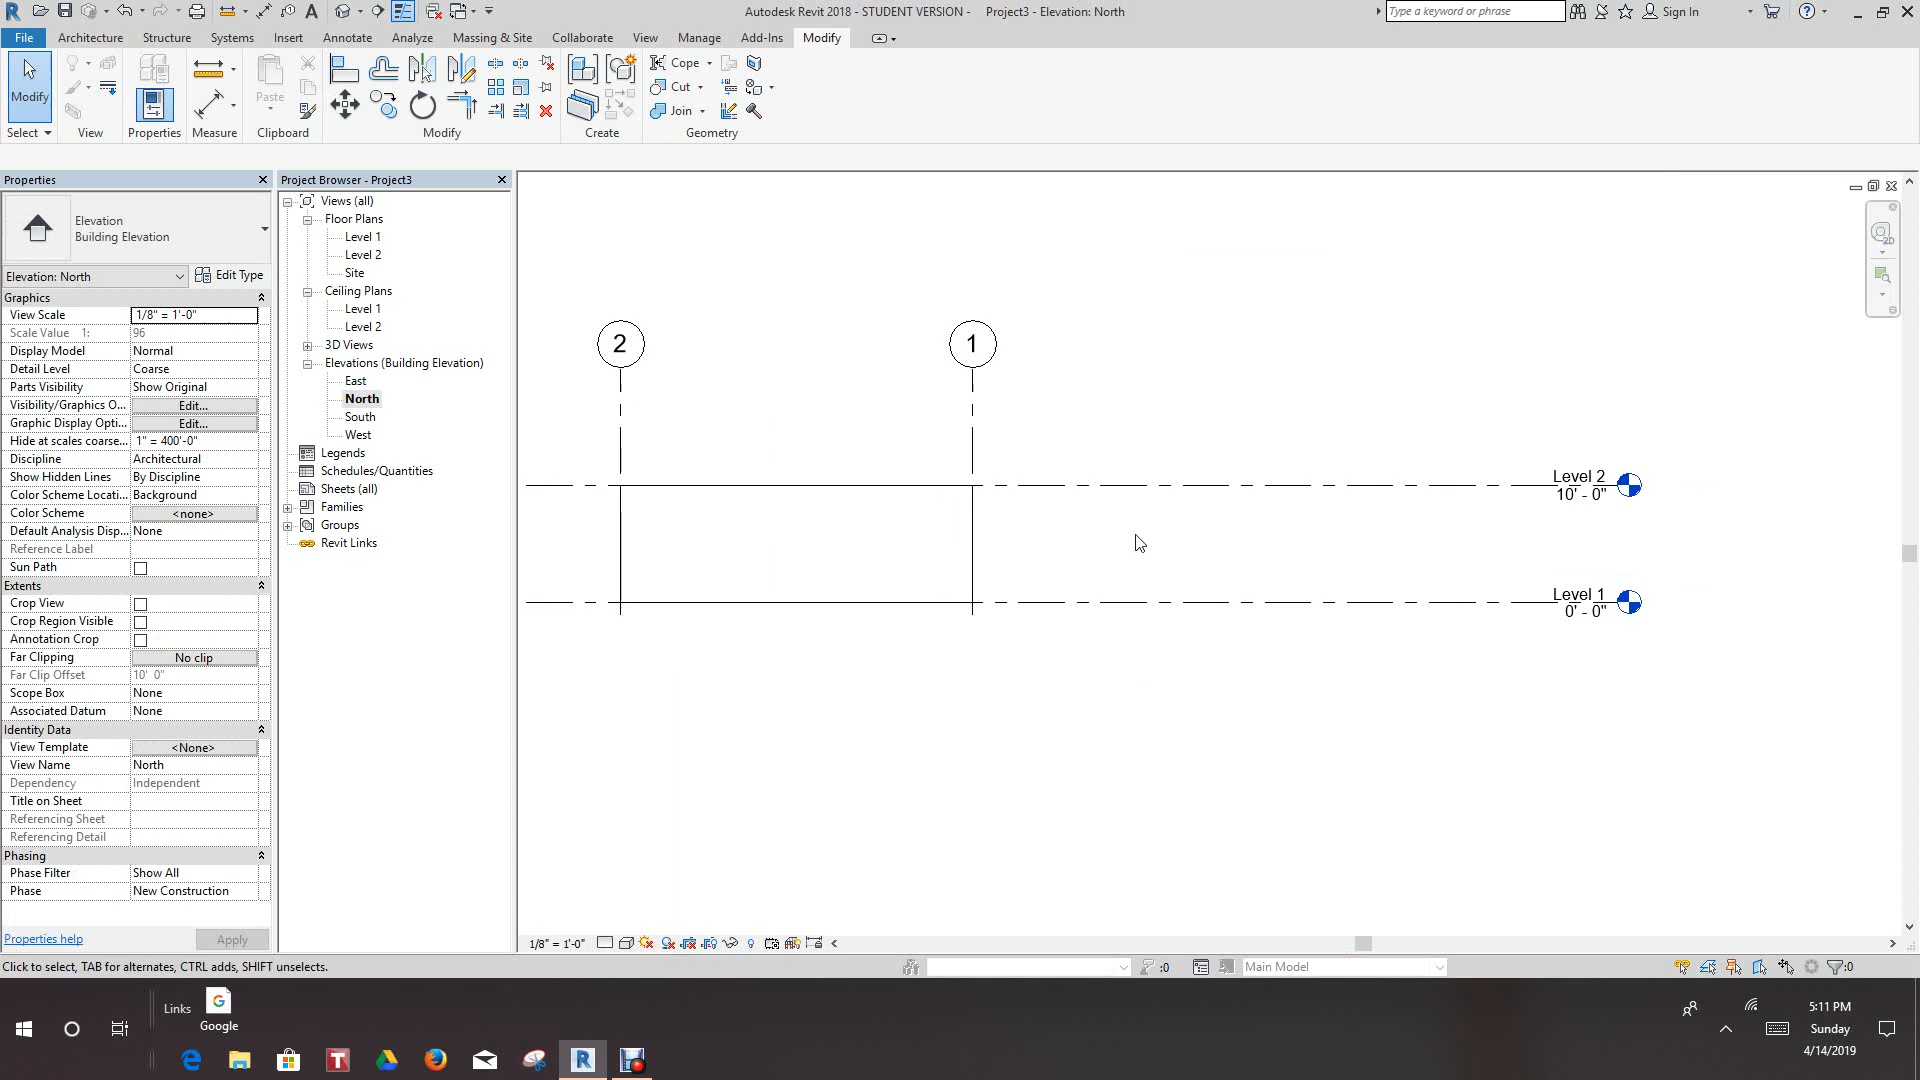 Autodesk Revit 2018 - STUDENT VERSION - Project3 - Elevation: North
Type a keyword or phrase
Sign In
File Architecture Structure Systems Insert Annotate Analyze Massing & Site Collaborate View Manage Add-Ins Modify
Modify
Paste
Cope
Cut
Join
Select View Properties Measure Clipboard Modify Create Geometry
Properties
Elevation
Building Elevation
Elevation: North Edit Type
Graphics
View Scale 1/8" = 1'-0"
Scale Value 1: 96
Display Model Normal
Detail Level Coarse
Parts Visibility Show Original
Visibility/Graphics O... Edit...
Graphic Display Opti... Edit...
Hide at scales coarse... 1" = 400'-0"
Discipline Architectural
Show Hidden Lines By Discipline
Color Scheme Locati... Background
Color Scheme <none>
Default Analysis Disp... None
Reference Label
Sun Path
Extents
Crop View
Crop Region Visible
Annotation Crop
Far Clipping No clip
Far Clip Offset 10' 0"
Scope Box None
Associated Datum None
Identity Data
View Template <None>
View Name North
Dependency Independent
Title on Sheet
Referencing Sheet
Referencing Detail
Phasing
Phase Filter Show All
Phase New Construction
Properties help Apply
Project Browser - Project3
Views (all)
Floor Plans
Level 1
Level 2
Site
Ceiling Plans
Level 1
Level 2
3D Views
Elevations (Building Elevation)
East
North
South
West
Legends
Schedules/Quantities
Sheets (all)
Families
Groups
Revit Links
2D
2 1
Level 2
10' - 0"
Level 1
0' - 0"
1/8" = 1'-0"
Click to select, TAB for alternates, CTRL adds, SHIFT unselects.
:0
Main Model
:0
Links
Google
5:11 PM
Sunday
4/14/2019